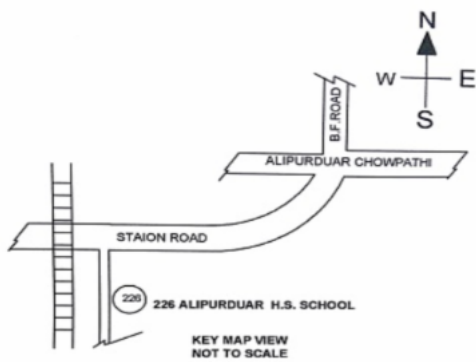 N
W E
S
B.F.ROAD
ALIPURDUAR CHOWPATHI
STAION ROAD
226 226 ALIPURDUAR H.S. SCHOOL
KEY MAP VIEW
NOT TO SCALE